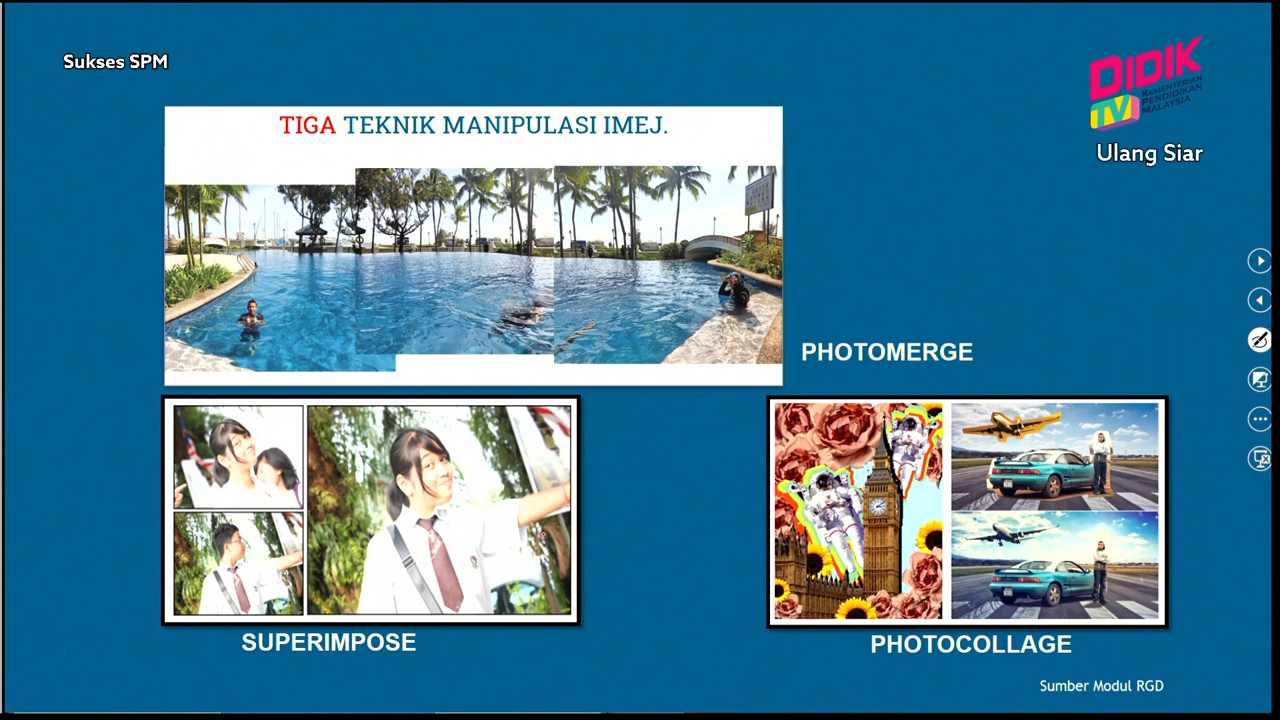 Sukses SPM
DIDIK
TV
KEMENTERIAN
PENDIDIKAN
MALAYSIA
Ulang Siar
TIGA TEKNIK MANIPULASI IMEJ.
PHOTOMERGE
SUPERIMPOSE
PHOTOCOLLAGE
Sumber Modul RGD